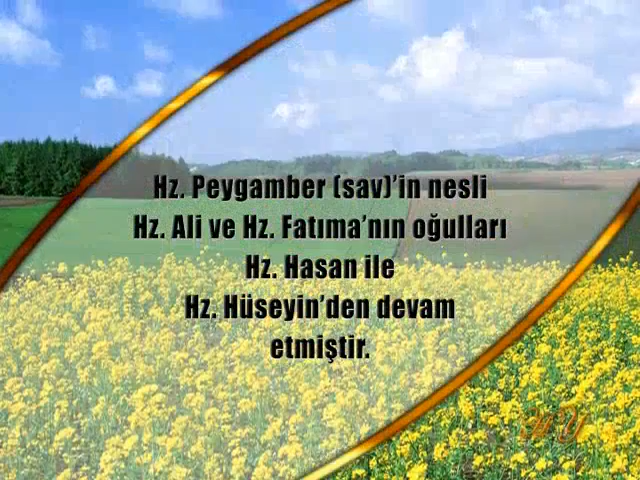 Hz. Peygamber (sav)'in nesli
Hz. Ali ve Hz. Fatıma'nın oğulları
Hz. Hasan ile
Hz. Hüseyin'den devam
etmiştir.